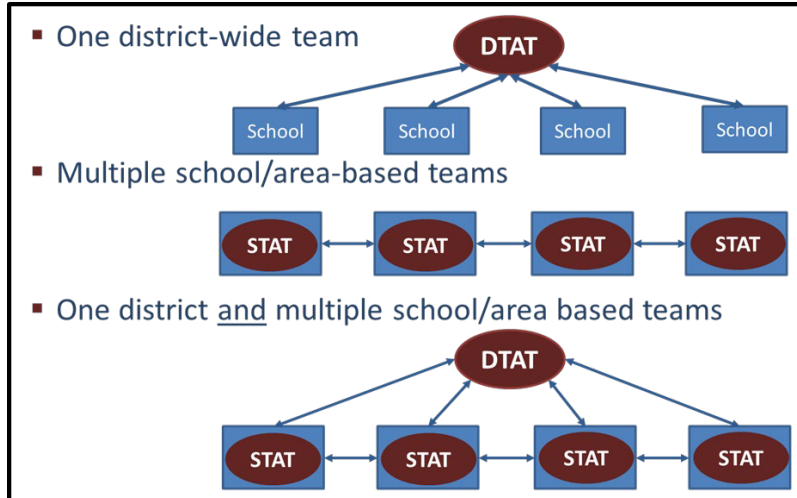 ▪ One district-wide team
DTAT
School School School School
▪ Multiple school/area-based teams
STAT STAT STAT STAT
▪ One district and multiple school/area based teams
DTAT
STAT STAT STAT STAT